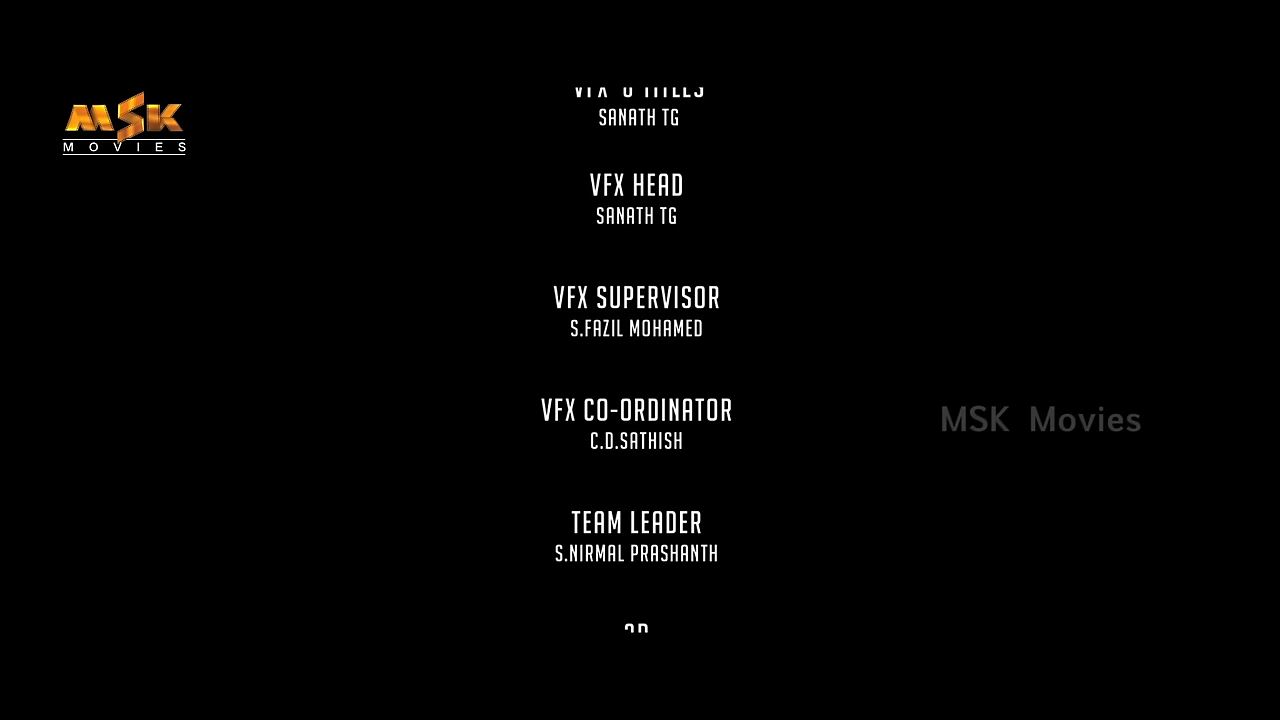 MSK
MOVIES
VFX
SANATH TG
VFX HEAD
SANATH TG
VFX SUPERVISOR
S.FAZIL MOHAMED
VFX CO-ORDINATOR
C.D.SATHISH
MSK Movies
TEAM LEADER
S.NIRMAL PRASHANTH